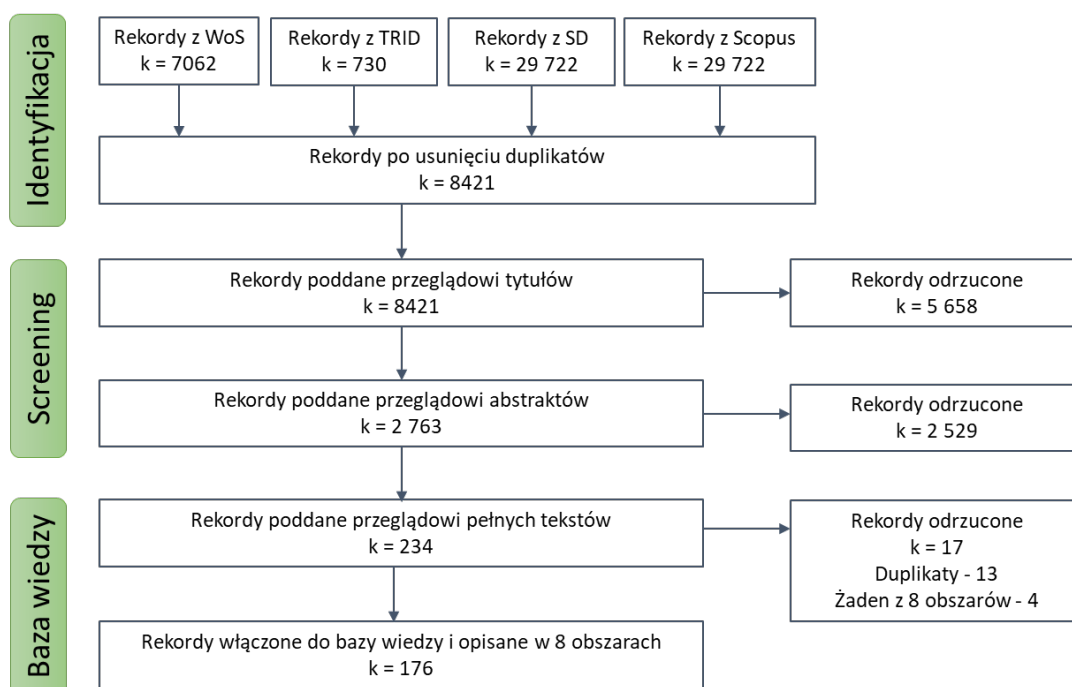 Identyfikacja
Rekordy z WoS
k = 7062
Rekordy z TRID
k = 730
Rekordy z SD
k = 29 722
Rekordy z Scopus
k = 29 722
Rekordy po usunięciu duplikatów
k = 8421
Screening
Rekordy poddane przeglądowi tytułów
k = 8421
Rekordy odrzucone
k = 5 658
Rekordy poddane przeglądowi abstraktów
k = 2 763
Rekordy odrzucone
k = 2 529
Baza wiedzy
Rekordy poddane przeglądowi pełnych tekstów
k = 234
Rekordy odrzucone
k = 17
Duplikaty - 13
Żaden z 8 obszarów - 4
Rekordy włączone do bazy wiedzy i opisane w 8 obszarach
k = 176